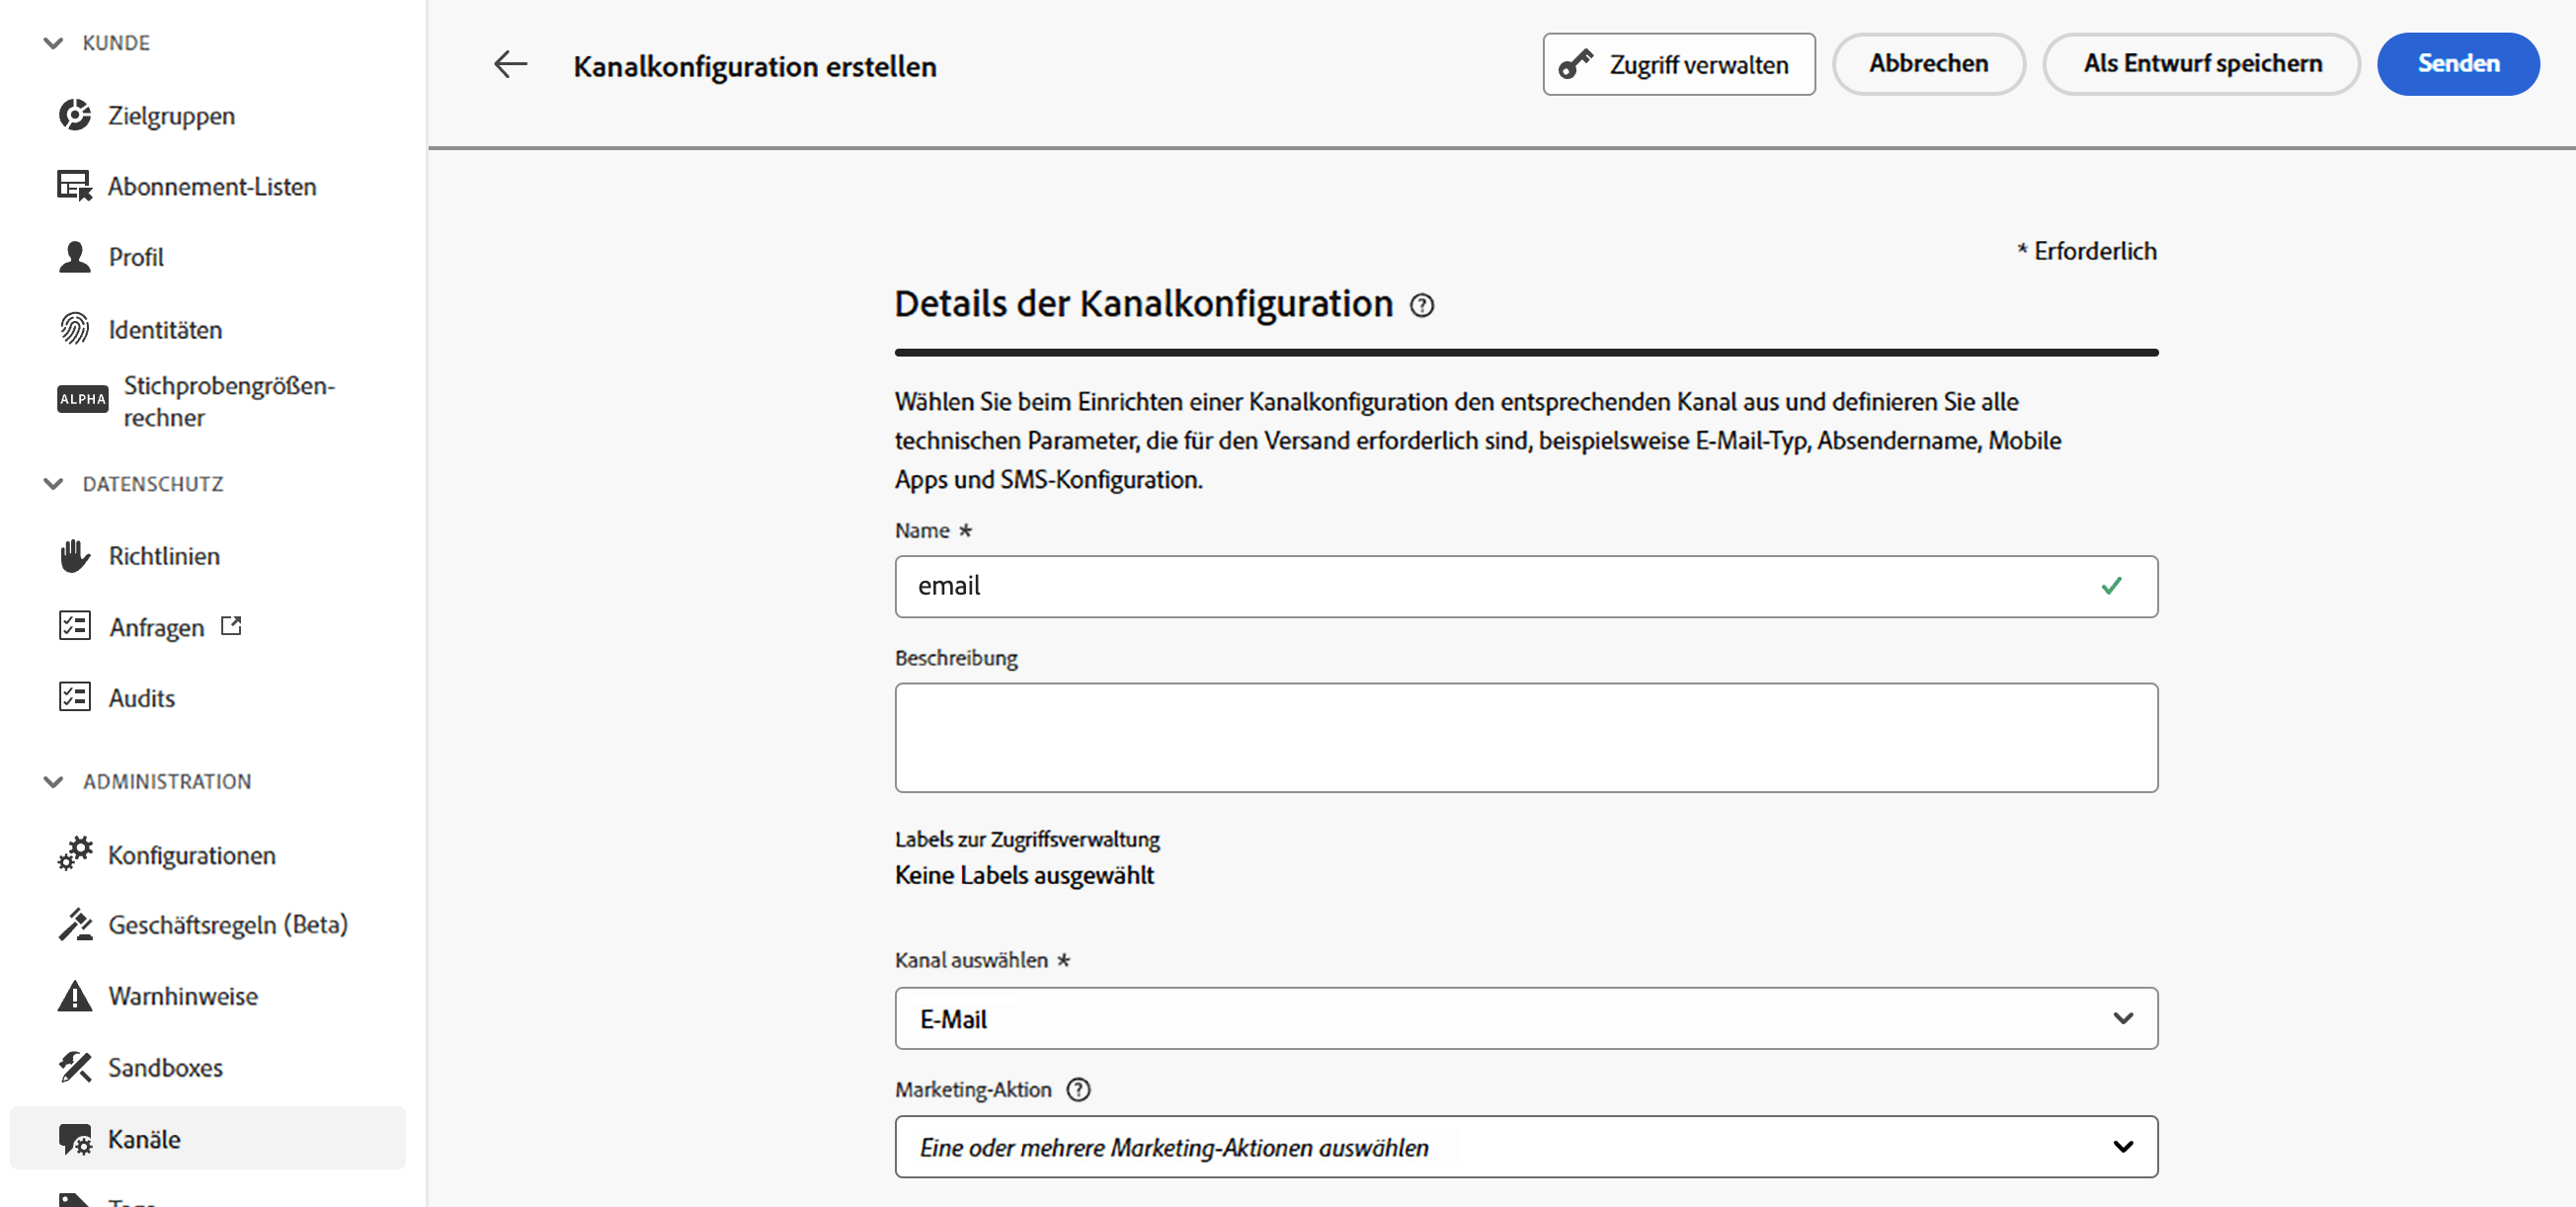 KUNDE
Zielgruppen
Abonnement-Listen
Profil
Identitäten
ALPHA
Stichprobengrößen-
rechner
DATENSCHUTZ
Richtlinien
Anfragen
Audits
ADMINISTRATION
Konfigurationen
Geschäftsregeln (Beta)
Warnhinweise
Sandboxes
Kanäle
Kanalkonfiguration erstellen
Zugriff verwalten
Abbrechen
Als Entwurf speichern
Senden
* Erforderlich
Details der Kanalkonfiguration
Wählen Sie beim Einrichten einer Kanalkonfiguration den entsprechenden Kanal aus und definieren Sie alle
technischen Parameter, die für den Versand erforderlich sind, beispielsweise E-Mail-Typ, Absendername, Mobile
Apps und SMS-Konfiguration.
Name *
email
Beschreibung
Labels zur Zugriffsverwaltung
Keine Labels ausgewählt
Kanal auswählen *
E-Mail
Marketing-Aktion
Eine oder mehrere Marketing-Aktionen auswählen